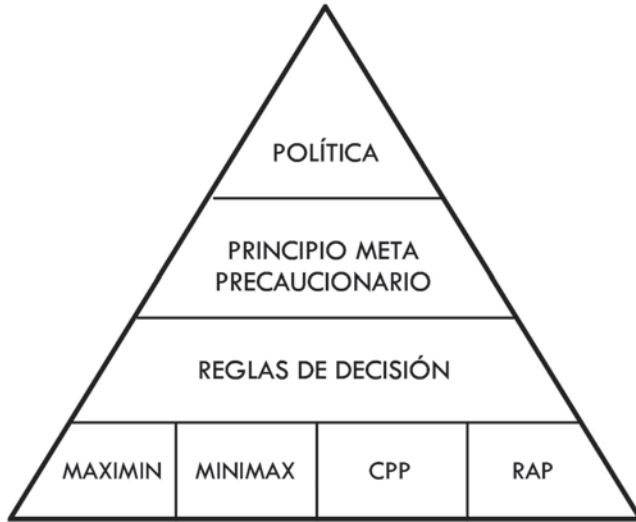 POLÍTICA
PRINCIPIO META
PRECAUCIONARIO
REGLAS DE DECISIÓN
MAXIMIN MINIMAX CPP RAP